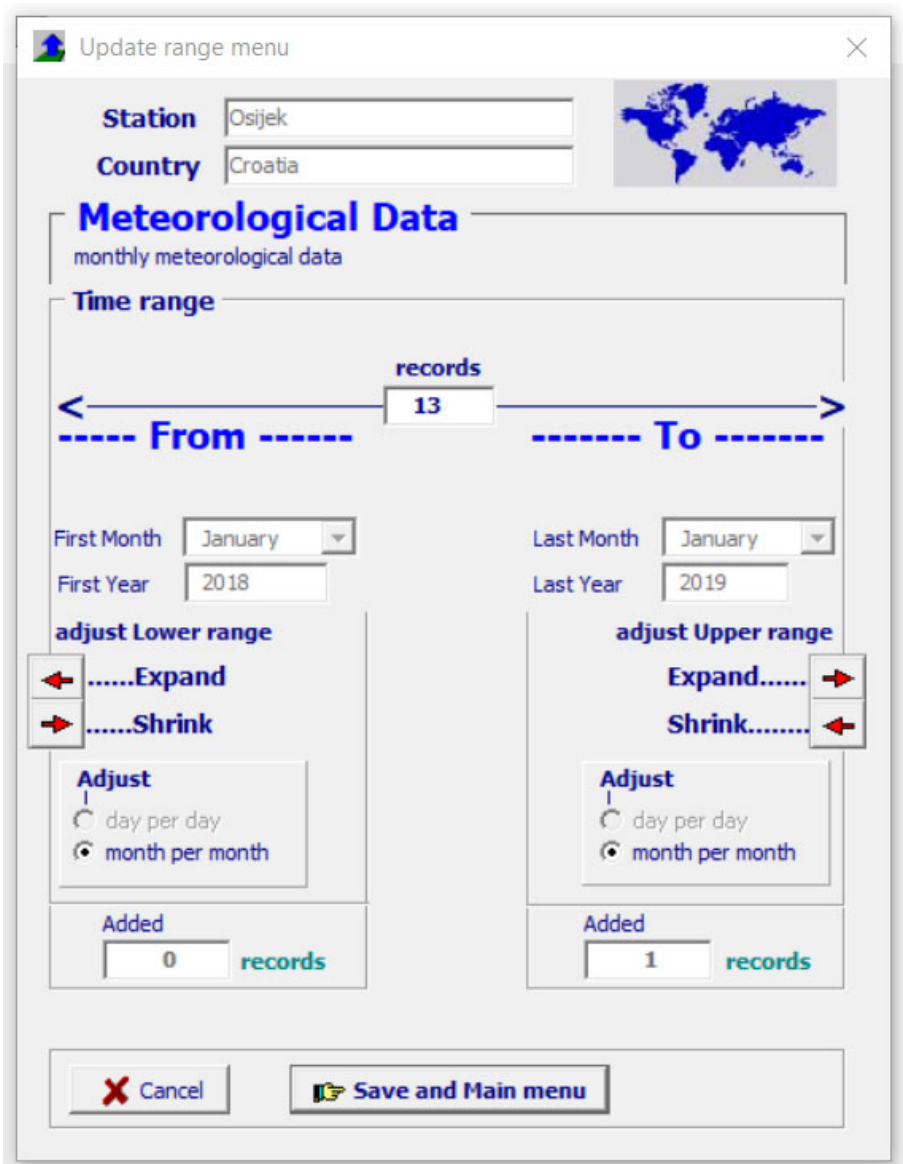 Update range menu
Station Osijek
Country Croatia
Meteorological Data
monthly meteorological data
Time range
records
< 13 >
----- From ------ ------- To -------
First Month January Last Month January
First Year 2018 Last Year 2019
adjust Lower range adjust Upper range
......Expand Expand......
......Shrink Shrink........
Adjust Adjust
day per day day per day
month per month month per month
Added Added
0 records 1 records
Cancel Save and Main menu